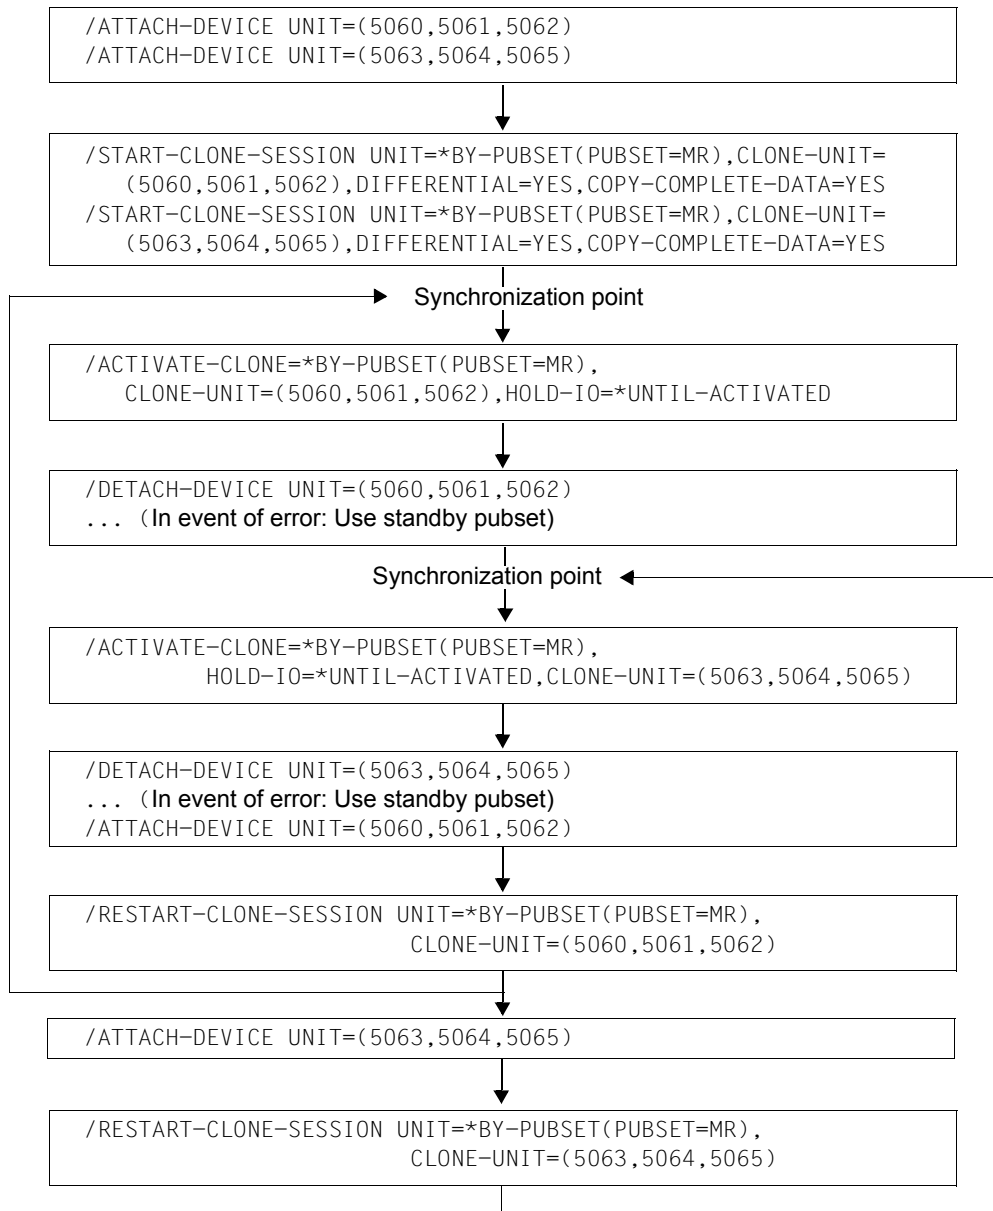 /ATTACH-DEVICE UNIT=(5060,5061,5062)
/ATTACH-DEVICE UNIT=(5063,5064,5065)
/START-CLONE-SESSION UNIT=*BY-PUBSET(PUBSET=MR),CLONE-UNIT=
(5060,5061,5062),DIFFERENTIAL=YES,COPY-COMPLETE-DATA=YES
/START-CLONE-SESSION UNIT=*BY-PUBSET(PUBSET=MR),CLONE-UNIT=
(5063,5064,5065),DIFFERENTIAL=YES,COPY-COMPLETE-DATA=YES
Synchronization point
/ACTIVATE-CLONE=*BY-PUBSET(PUBSET=MR),
CLONE-UNIT=(5060,5061,5062),HOLD-IO=*UNTIL-ACTIVATED
/DETACH-DEVICE UNIT=(5060,5061,5062)
... (In event of error: Use standby pubset)
Synchronization point
/ACTIVATE-CLONE=*BY-PUBSET(PUBSET=MR),
HOLD-IO=*UNTIL-ACTIVATED,CLONE-UNIT=(5063,5064,5065)
/DETACH-DEVICE UNIT=(5063,5064,5065)
... (In event of error: Use standby pubset)
/ATTACH-DEVICE UNIT=(5060,5061,5062)
/RESTART-CLONE-SESSION UNIT=*BY-PUBSET(PUBSET=MR),
CLONE-UNIT=(5060,5061,5062)
/ATTACH-DEVICE UNIT=(5063,5064,5065)
/RESTART-CLONE-SESSION UNIT=*BY-PUBSET(PUBSET=MR),
CLONE-UNIT=(5063,5064,5065)